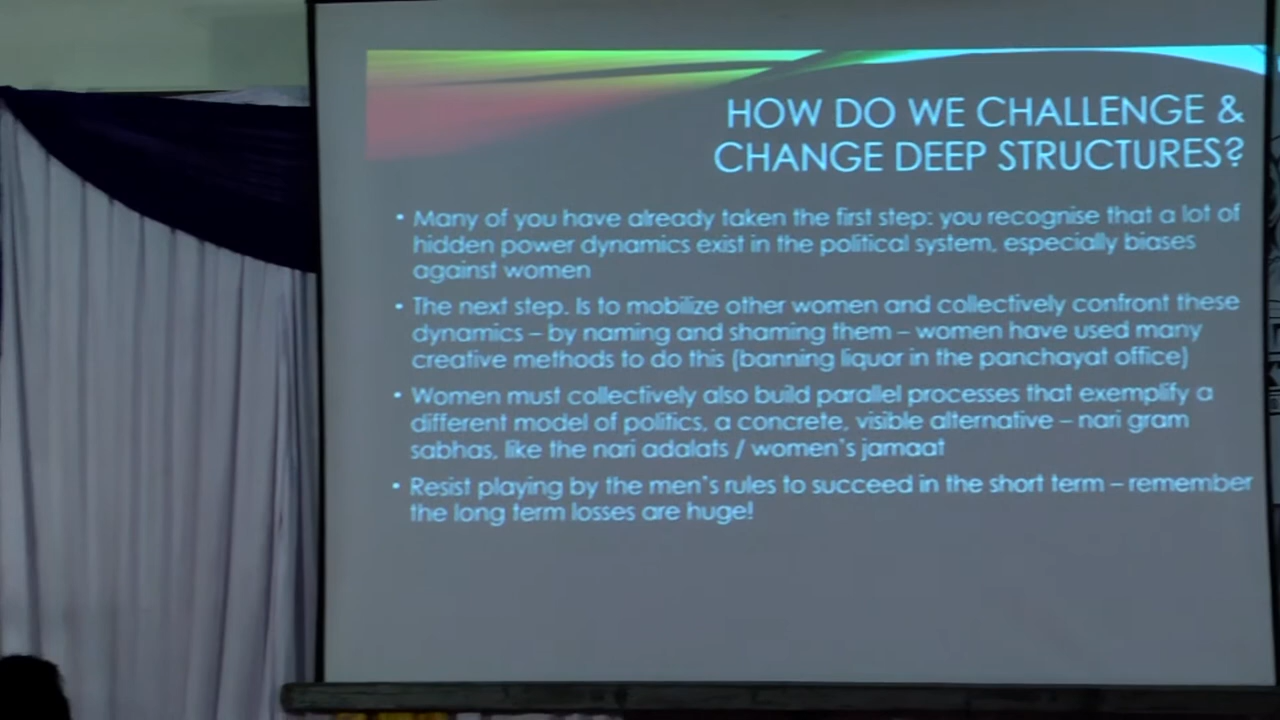 HOW DO WE CHALLENGE &
CHANGE DEEP STRUCTURES?
• Many of you have already taken the first step: you recognise that a lot of
hidden power dynamics exist in the political system, especially biases
against women
• The next step. Is to mobilize other women and collectively confront these
dynamics – by naming and shaming them – women have used many
creative methods to do this (banning liquor in the panchayat office)
• Women must collectively also build parallel processes that exemplify a
different model of politics, a concrete, visible alternative – nari gram
sabhas, like the nari adalats / women's jamaat
• Resist playing by the men's rules to succeed in the short term – remember
the long term losses are huge!